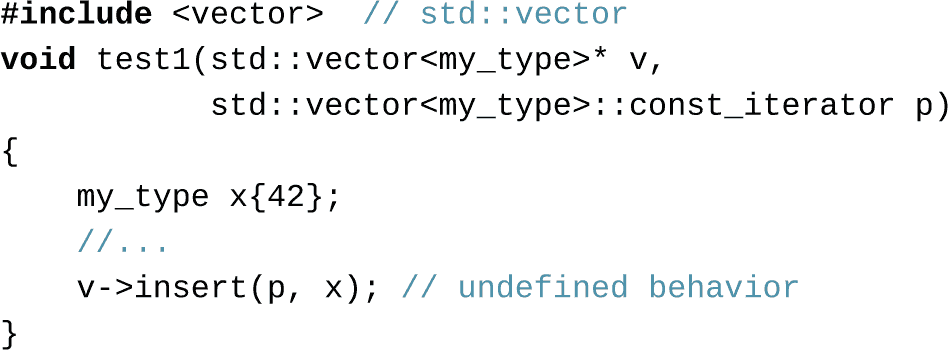 #include <vector>  // std::vector
void test1(std::vector<my_type>* v,
           std::vector<my_type>::const_iterator p)
{
    my_type x{42};
    //...
    v->insert(p, x); // undefined behavior
}